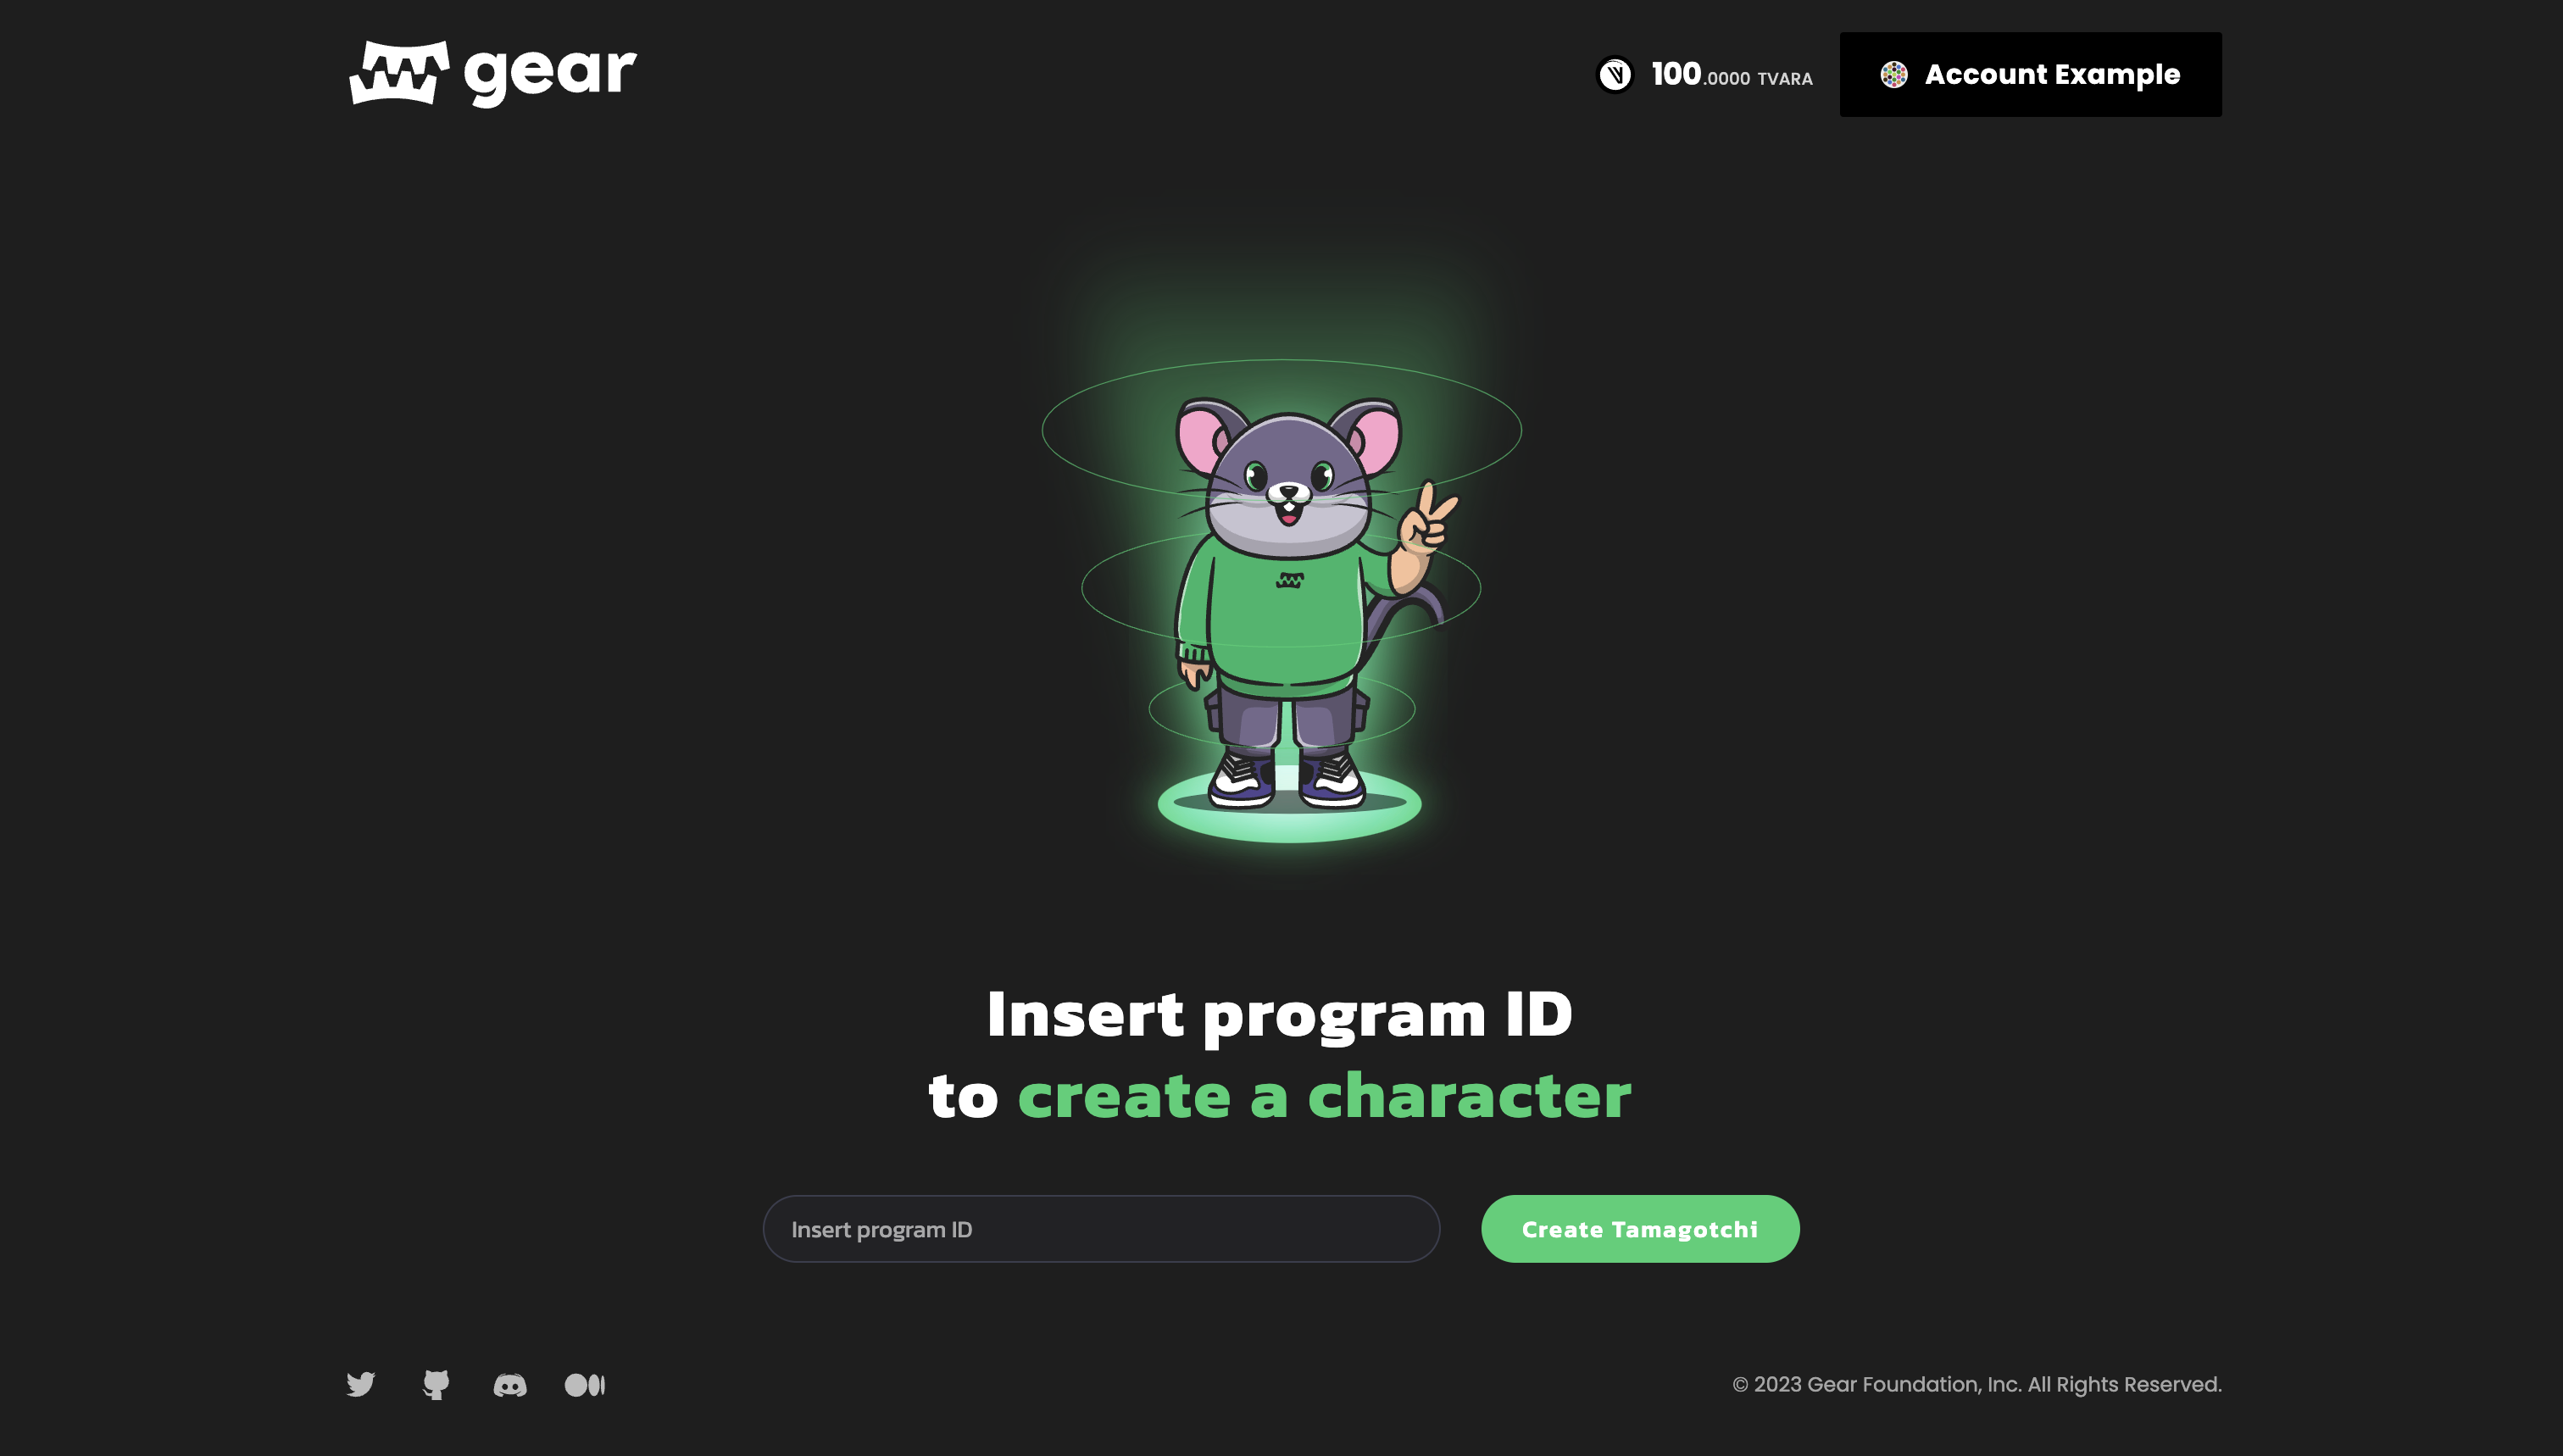 gear
100.0000 TVARA
Account Example
Insert program ID
to create a character
Insert program ID
Create Tamagotchi
© 2023 Gear Foundation, Inc. All Rights Reserved.